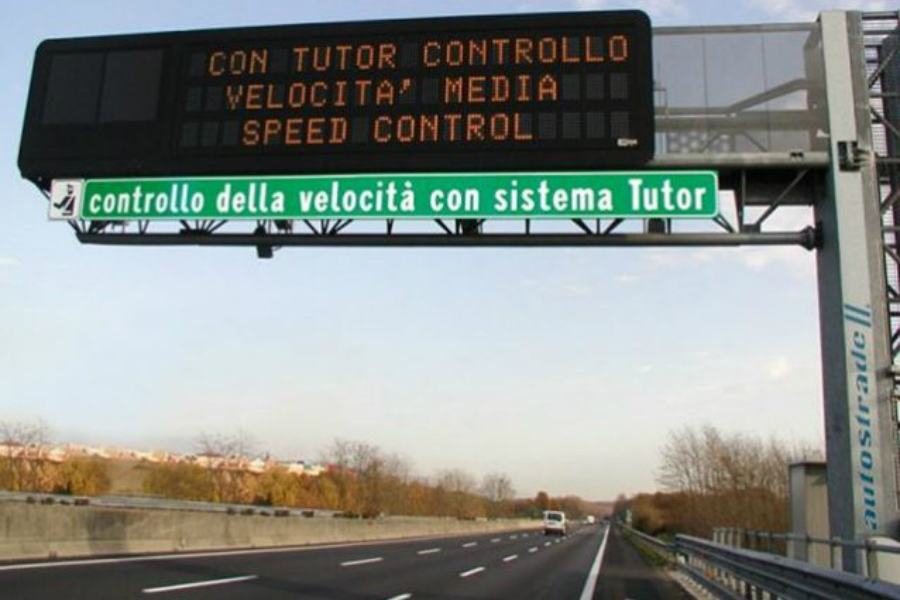 CON TUTOR CONTROLLO
VELOCITA' MEDIA
SPEED CONTROL
controllo della velocità con sistema Tutor
autostrade